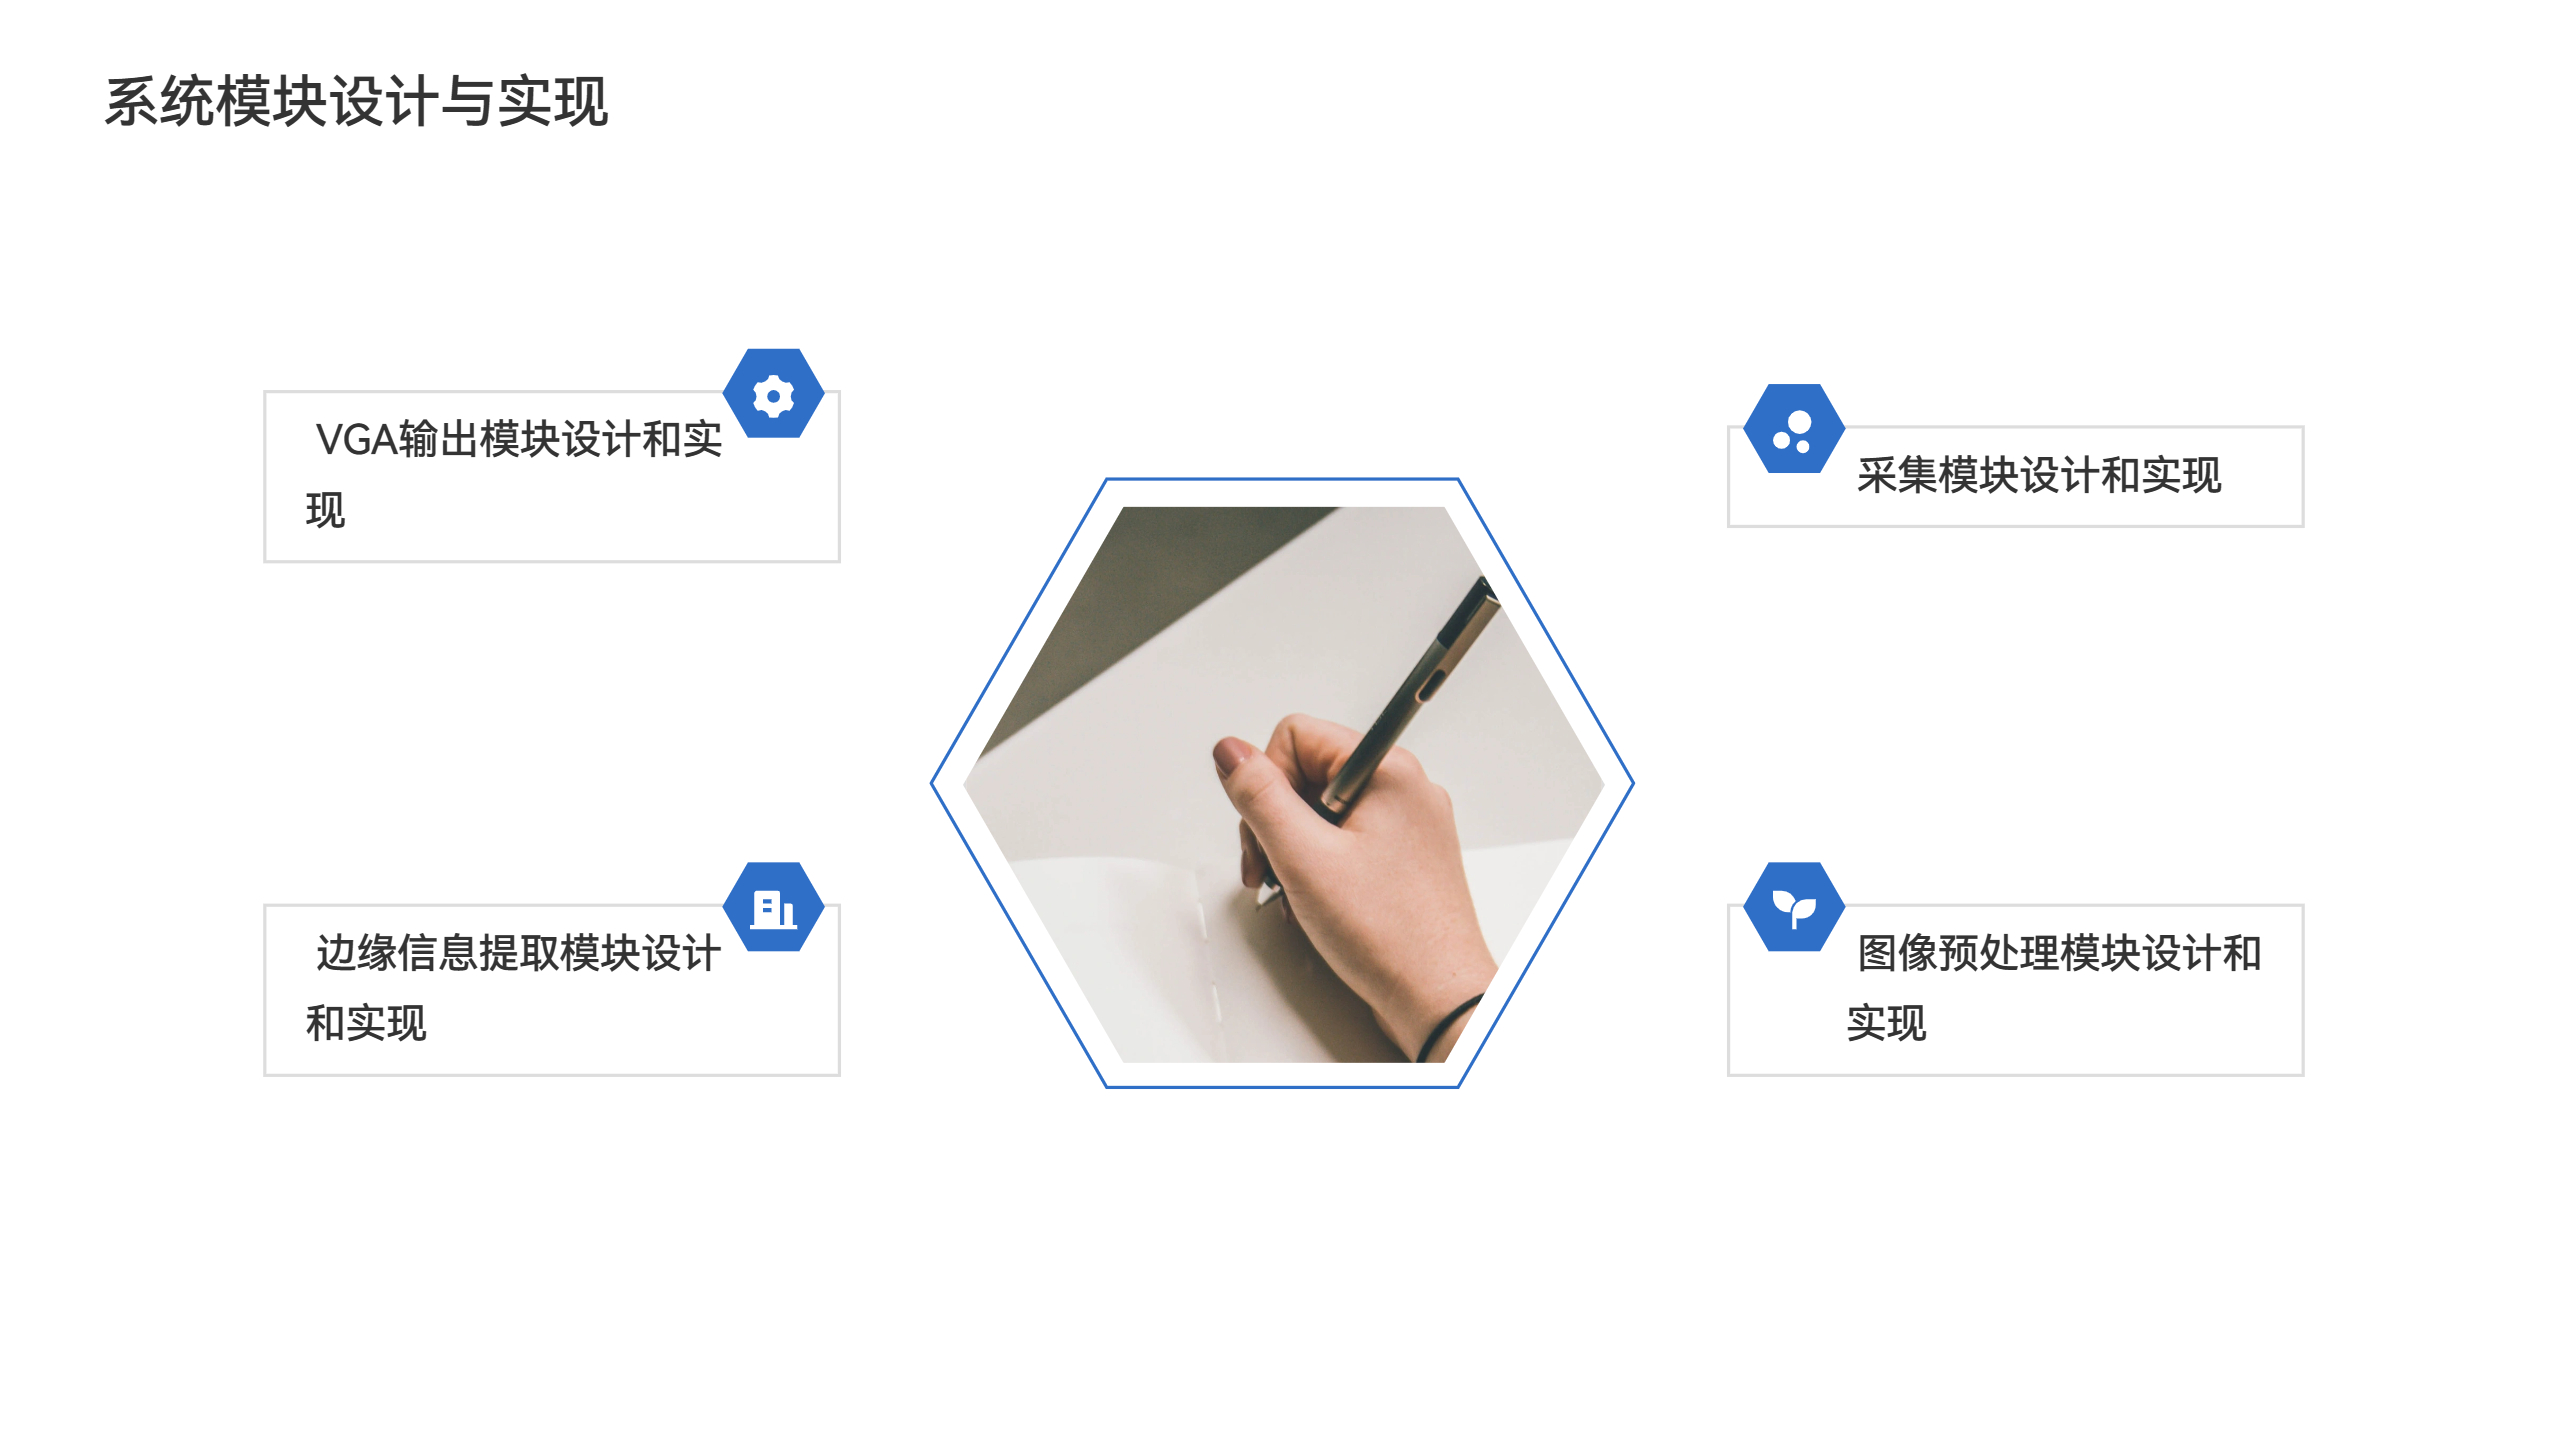 系统模块设计与实现
VGA输出模块设计和实
现
采集模块设计和实现
边缘信息提取模块设计
和实现
图像预处理模块设计和
实现